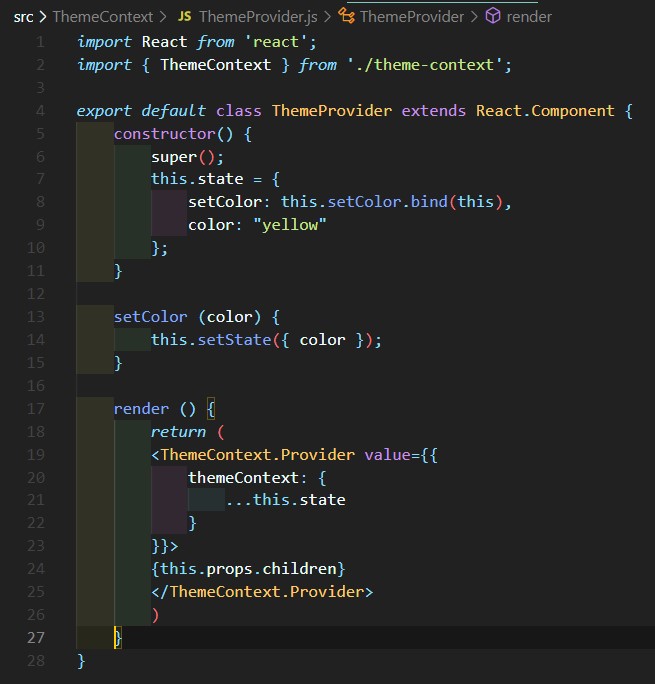 src > ThemeContext > JS ThemeProvider.js > ThemeProvider > render
1 import React from 'react';
2 import { ThemeContext } from './theme-context';
3
4 export default class ThemeProvider extends React.Component {
5 constructor() {
6 super();
7 this.state = {
8 setColor: this.setColor.bind(this),
9 color: "yellow"
10 };
11 }
12
13 setColor (color) {
14 this.setState({ color });
15 }
16
17 render () {
18 return (
19 <ThemeContext.Provider value={{
20 themeContext: {
21 ...this.state
22 }
23 }}>
24 {this.props.children}
25 </ThemeContext.Provider>
26 )
27 }
28 }